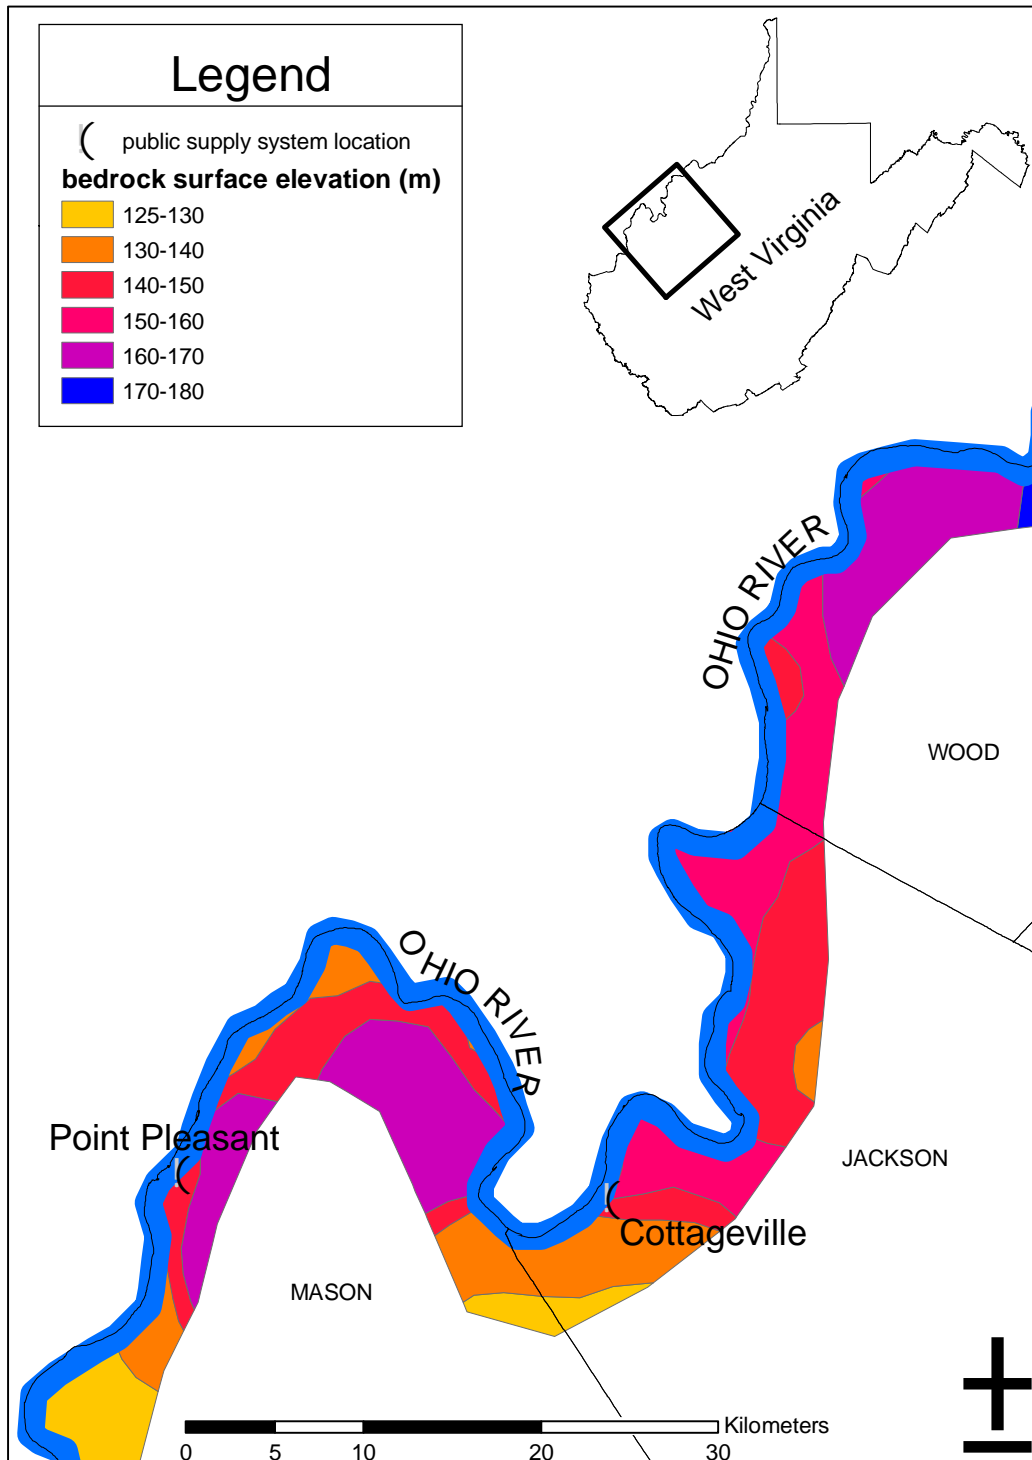 Legend
public supply system location
bedrock surface elevation (m)
125-130
130-140
140-150
150-160
160-170
170-180
West Virginia
OHIO RIVER
WOOD
OHIO RIVER
Point Pleasant
JACKSON
Cottageville
MASON
Kilometers
0 5 10 20 30